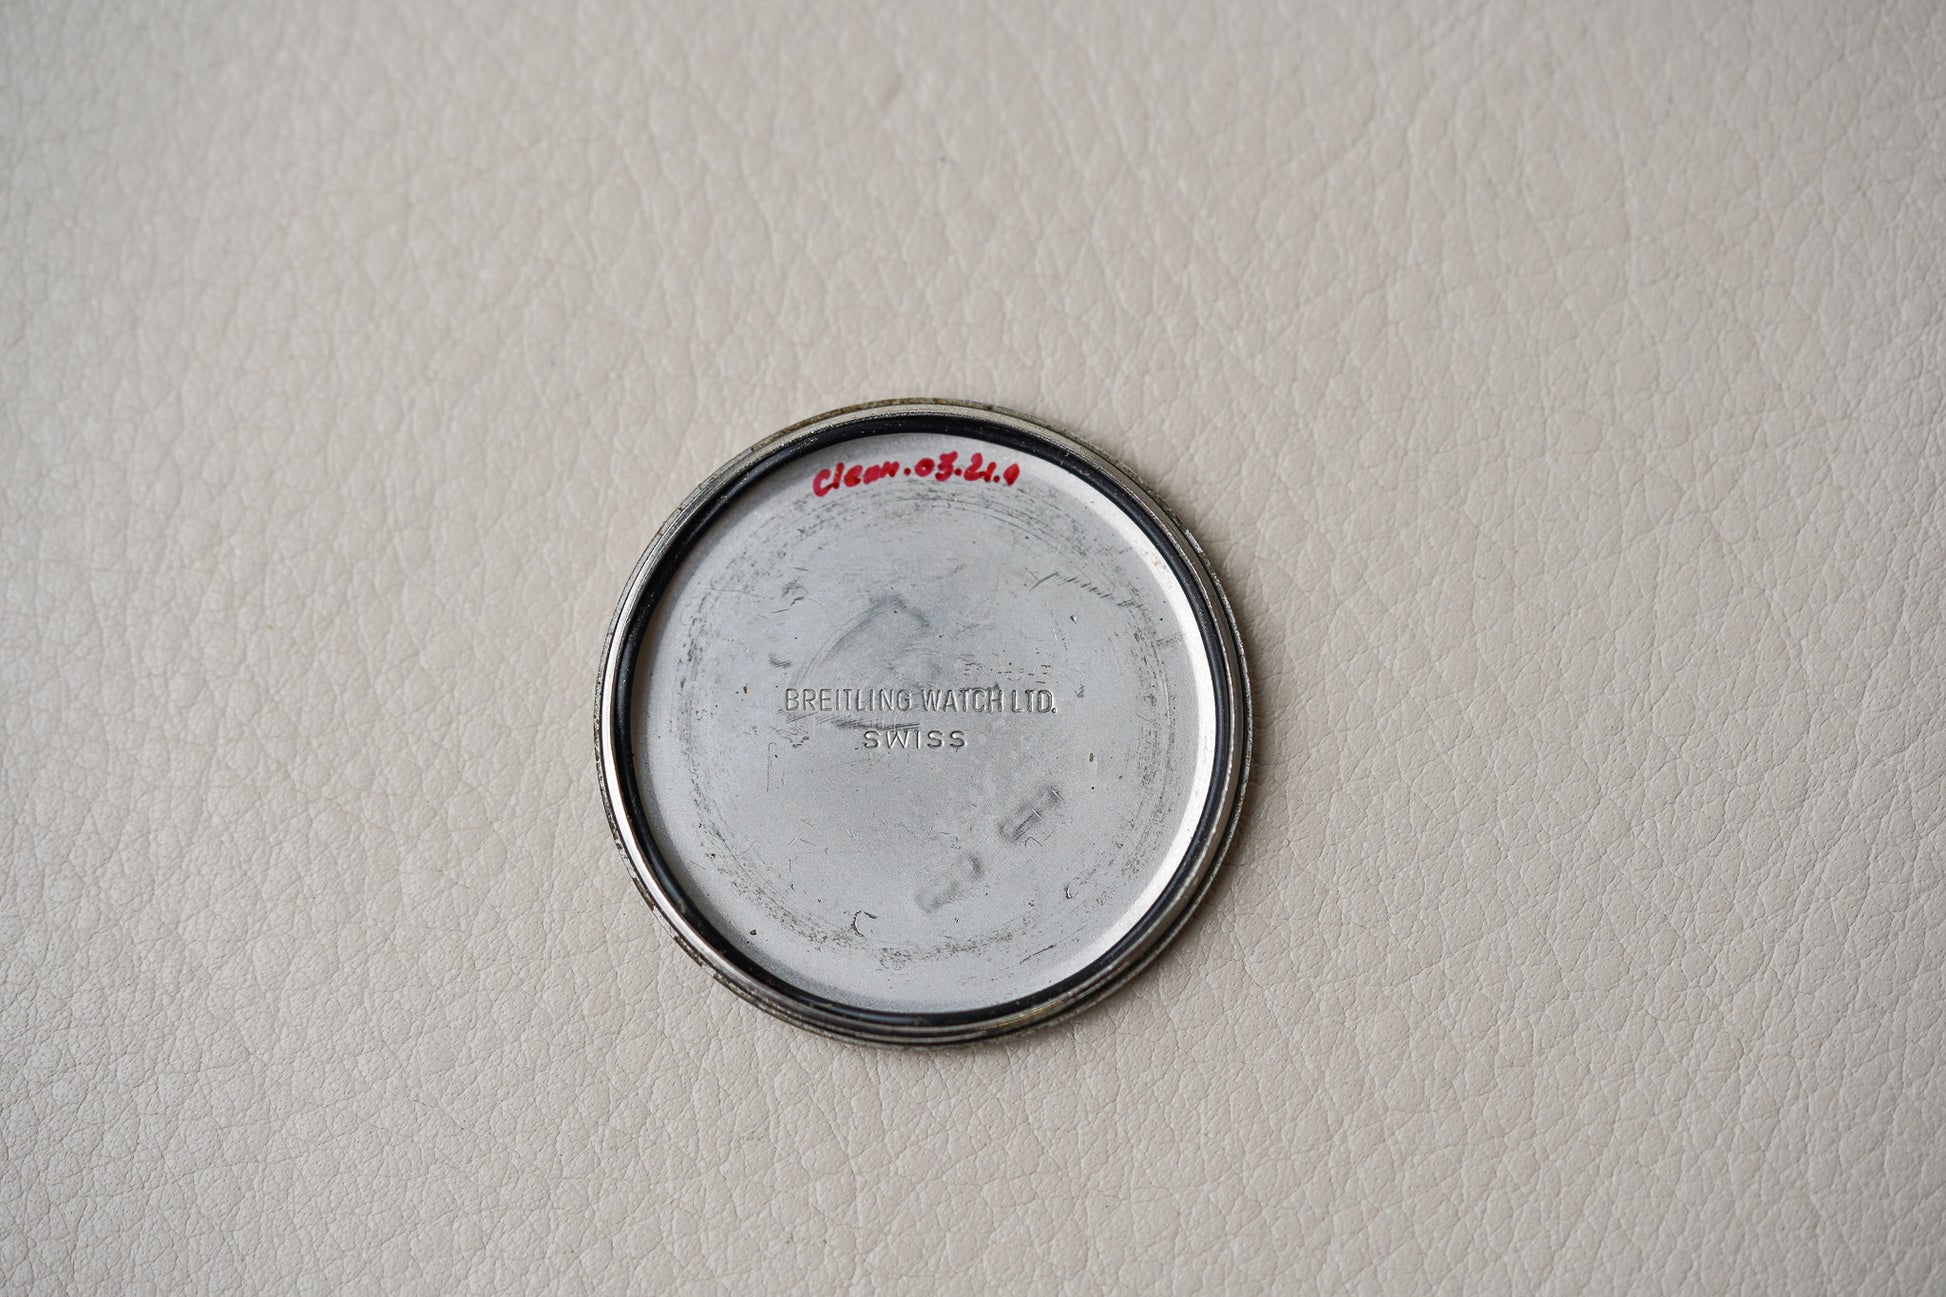 Clean.03.21.9
BREITLING WATCH LTD.
SWISS